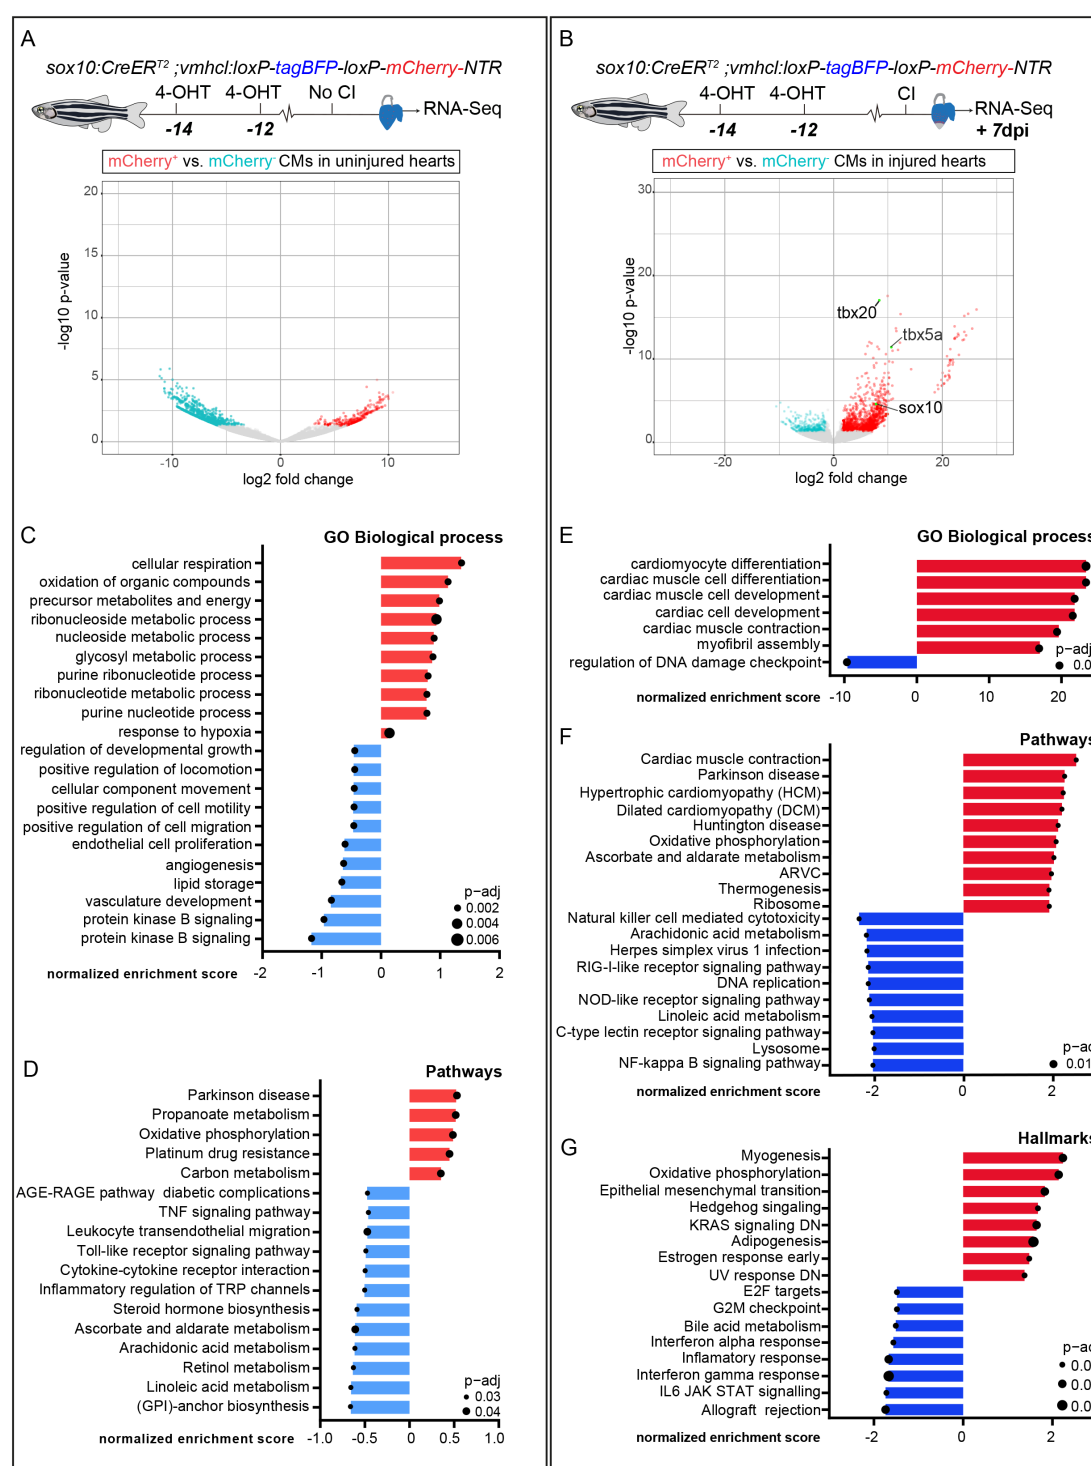 A
sox10:CreERT2 ;vmhcl:loxP-tagBFP-loxP-mCherry-NTR
4-OHT 4-OHT No CI
RNA-Seq
-14 -12
mCherry+ vs. mCherry- CMs in uninjured hearts
20
15
10
5
0
-log10 p-value
-10 0 10
log2 fold change
B
sox10:CreERT2 ;vmhcl:loxP-tagBFP-loxP-mCherry-NTR
4-OHT 4-OHT CI
RNA-Seq
-14 -12 + 7dpi
mCherry+ vs. mCherry- CMs in injured hearts
30
20
10
0
-log10 p-value
tbx20
tbx5a
sox10
-20 0 20
log2 fold change
C
GO Biological process
cellular respiration
oxidation of organic compounds
precursor metabolites and energy
ribonucleoside metabolic process
nucleoside metabolic process
glycosyl metabolic process
purine ribonucleotide process
ribonucleotide metabolic process
purine nucleotide process
response to hypoxia
regulation of developmental growth
positive regulation of locomotion
cellular component movement
positive regulation of cell motility
positive regulation of cell migration
endothelial cell proliferation
angiogenesis
lipid storage
vasculature development
protein kinase B signaling
protein kinase B signaling
p-adj
0.002
0.004
0.006
normalized enrichment score -2 -1 0 1 2
D
Pathways
Parkinson disease
Propanoate metabolism
Oxidative phosphorylation
Platinum drug resistance
Carbon metabolism
AGE-RAGE pathway diabetic complications
TNF signaling pathway
Leukocyte transendothelial migration
Toll-like receptor signaling pathway
Cytokine-cytokine receptor interaction
Inflammatory regulation of TRP channels
Steroid hormone biosynthesis
Ascorbate and aldarate metabolism
Arachidonic acid metabolism
Retinol metabolism
Linoleic acid metabolism
(GPI)-anchor biosynthesis
p-adj
0.03
0.04
normalized enrichment score -1.0 -0.5 0 0.5 1.0
E
GO Biological process
cardiomyocyte differentiation
cardiac muscle cell differentiation
cardiac muscle cell development
cardiac cell development
cardiac muscle contraction
myofibril assembly
regulation of DNA damage checkpoint
p-adj
0.0
normalized enrichment score -10 0 10 20
F
Pathways
Cardiac muscle contraction
Parkinson disease
Hypertrophic cardiomyopathy (HCM)
Dilated cardiomyopathy (DCM)
Huntington disease
Oxidative phosphorylation
Ascorbate and aldarate metabolism
ARVC
Thermogenesis
Ribosome
Natural killer cell mediated cytotoxicity
Arachidonic acid metabolism
Herpes simplex virus 1 infection
RIG-I-like receptor signaling pathway
DNA replication
NOD-like receptor signaling pathway
Linoleic acid metabolism
C-type lectin receptor signaling pathway
Lysosome
NF-kappa B signaling pathway
p-ad
0.01
normalized enrichment score -2 0 2
G
Hallmarks
Myogenesis
Oxidative phosphorylation
Epithelial mesenchymal transition
Hedgehog singaling
KRAS signaling DN
Adipogenesis
Estrogen response early
UV response DN
E2F targets
G2M checkpoint
Bile acid metabolism
Interferon alpha response
Inflamatory response
Interferon gamma response
IL6 JAK STAT signalling
Allograft rejection
p-ad
0.0
0.0
0.0
normalized enrichment score -2 0 2